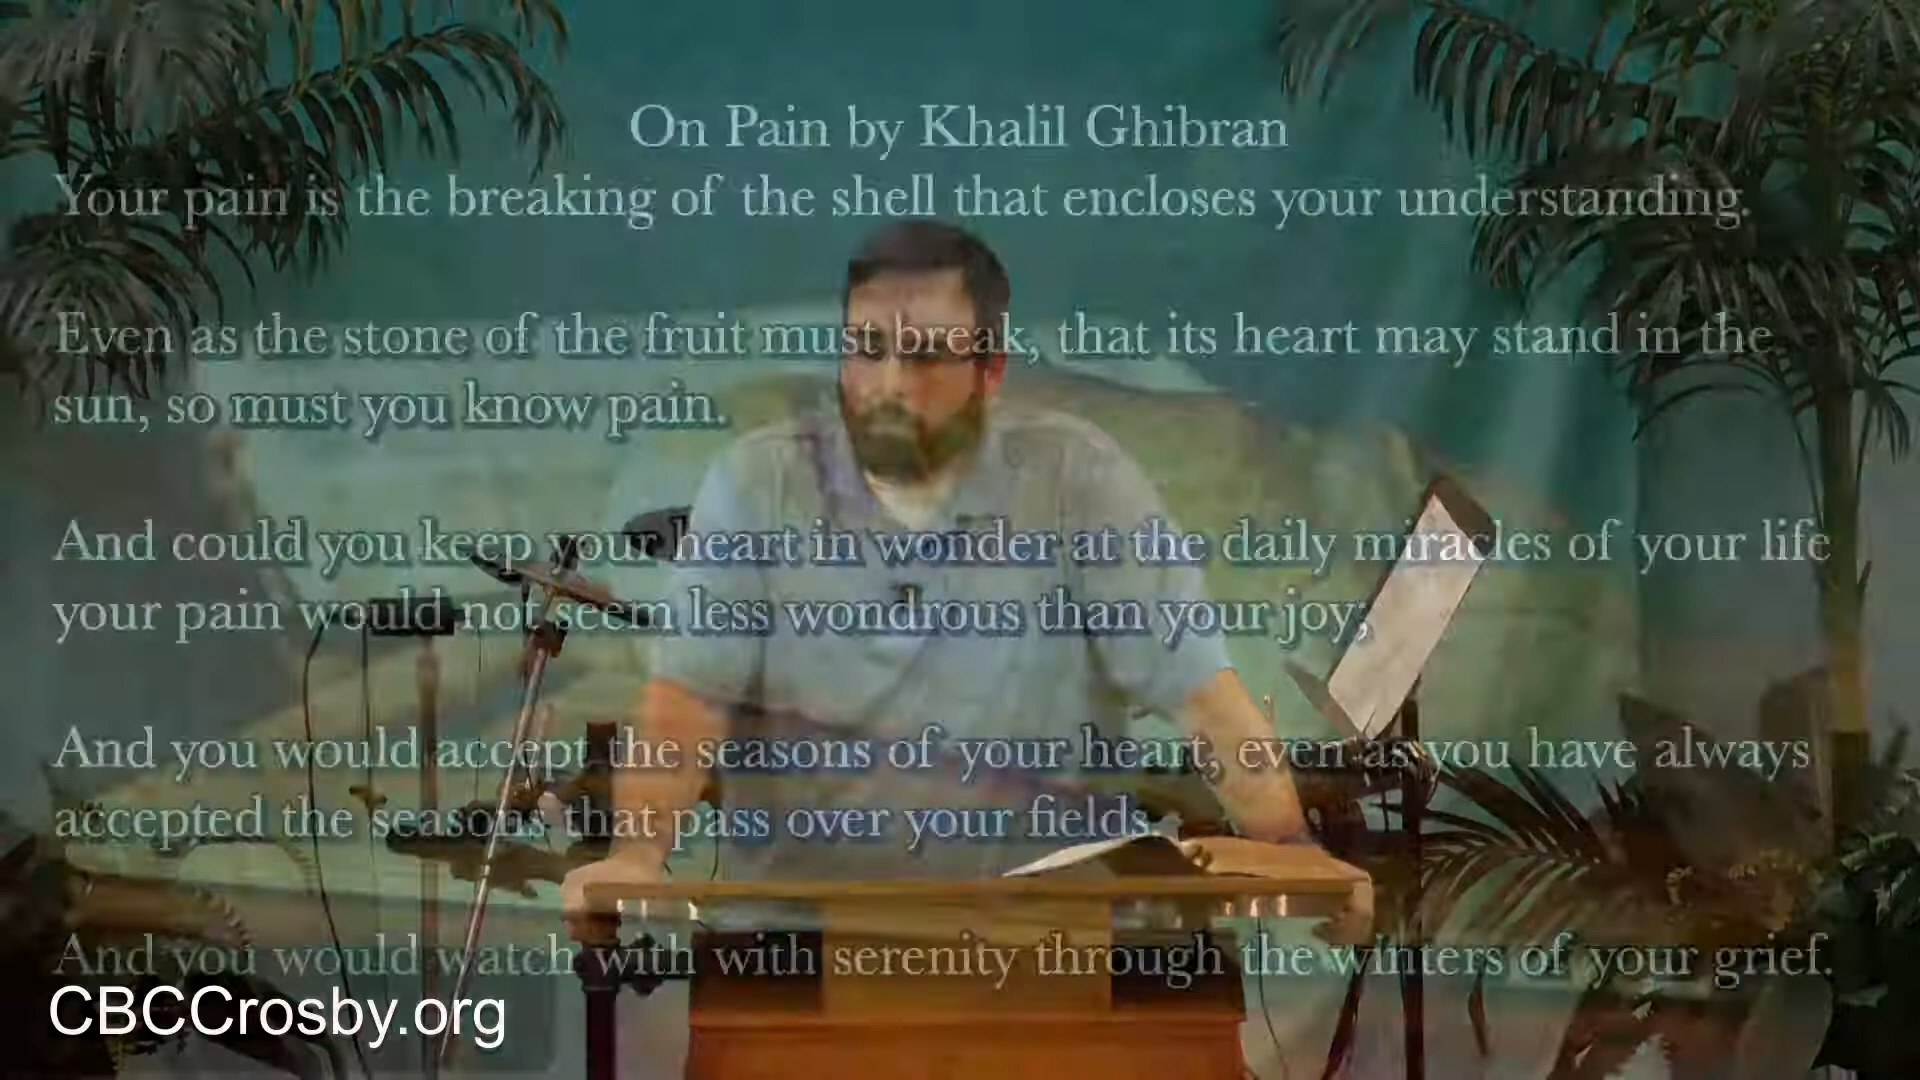 On Pain by Khalil Ghibran
Your pain is the breaking of the shell that encloses your understanding.
Even as the stone of the fruit must break, that its heart may stand in the
sun, so must you know pain.
And could you keep your heart in wonder at the daily miracles of your life
your pain would not seem less wondrous than your joy;
And you would accept the seasons of your heart, even as you have always
accepted the seasons that pass over your fields.
And you would watch with with serenity through the winters of your grief.
CBCCrosby.org